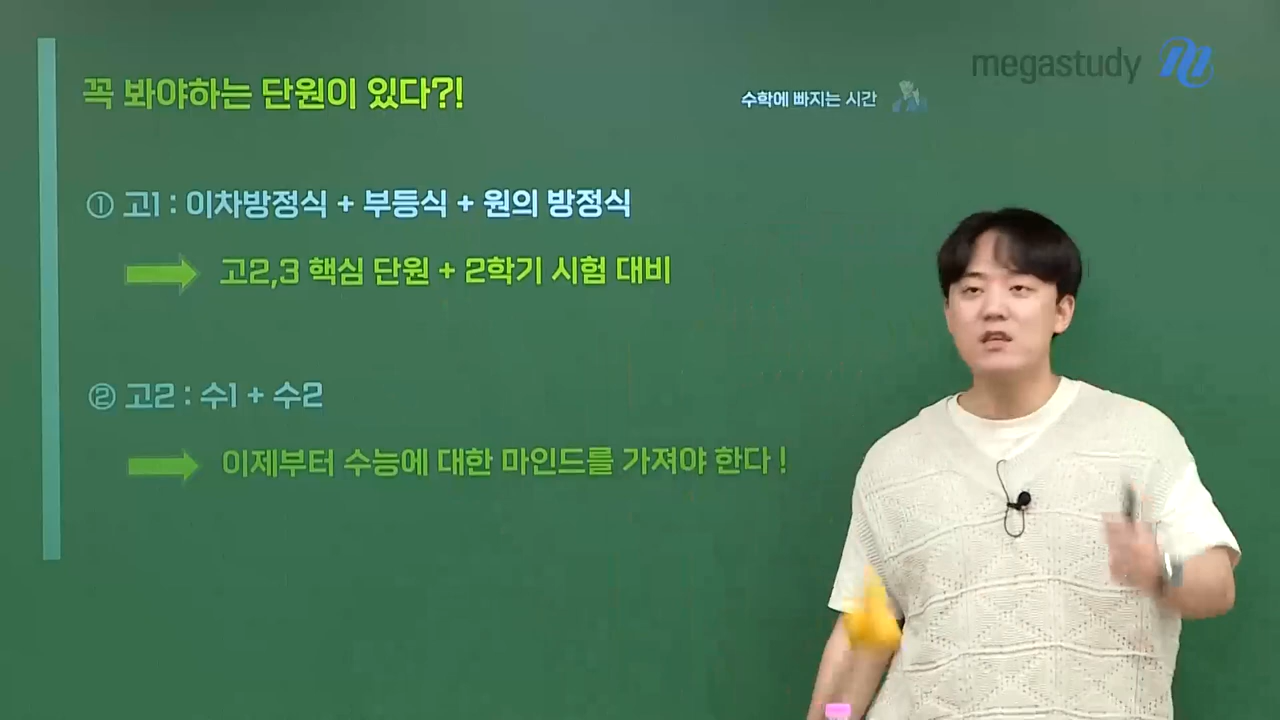 꼭 봐야하는 단원이 있다?!
수학에 빠지는 시간
megastudy
① 고1 : 이차방정식 + 부등식 + 원의 방정식
고2,3 핵심 단원 + 2학기 시험 대비
② 고2 : 수1 + 수2
이제부터 수능에 대한 마인드를 가져야 한다 !